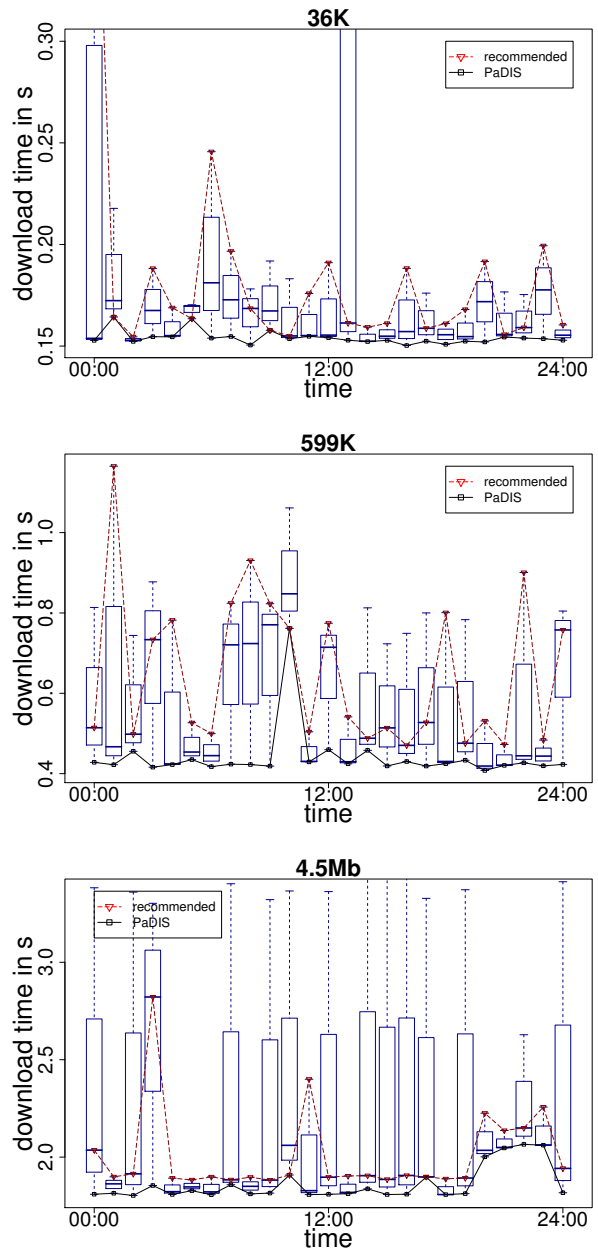 36K
0.30
recommended
PaDIS
0.25
download time in s
0.20
0.15
00:00 12:00 24:00
time
599K
recommended
PaDIS
1.0
download time in s
0.8
0.6
0.4
00:00 12:00 24:00
time
4.5Mb
recommended
PaDIS
3.0
download time in s
2.5
2.0
00:00 12:00 24:00
time